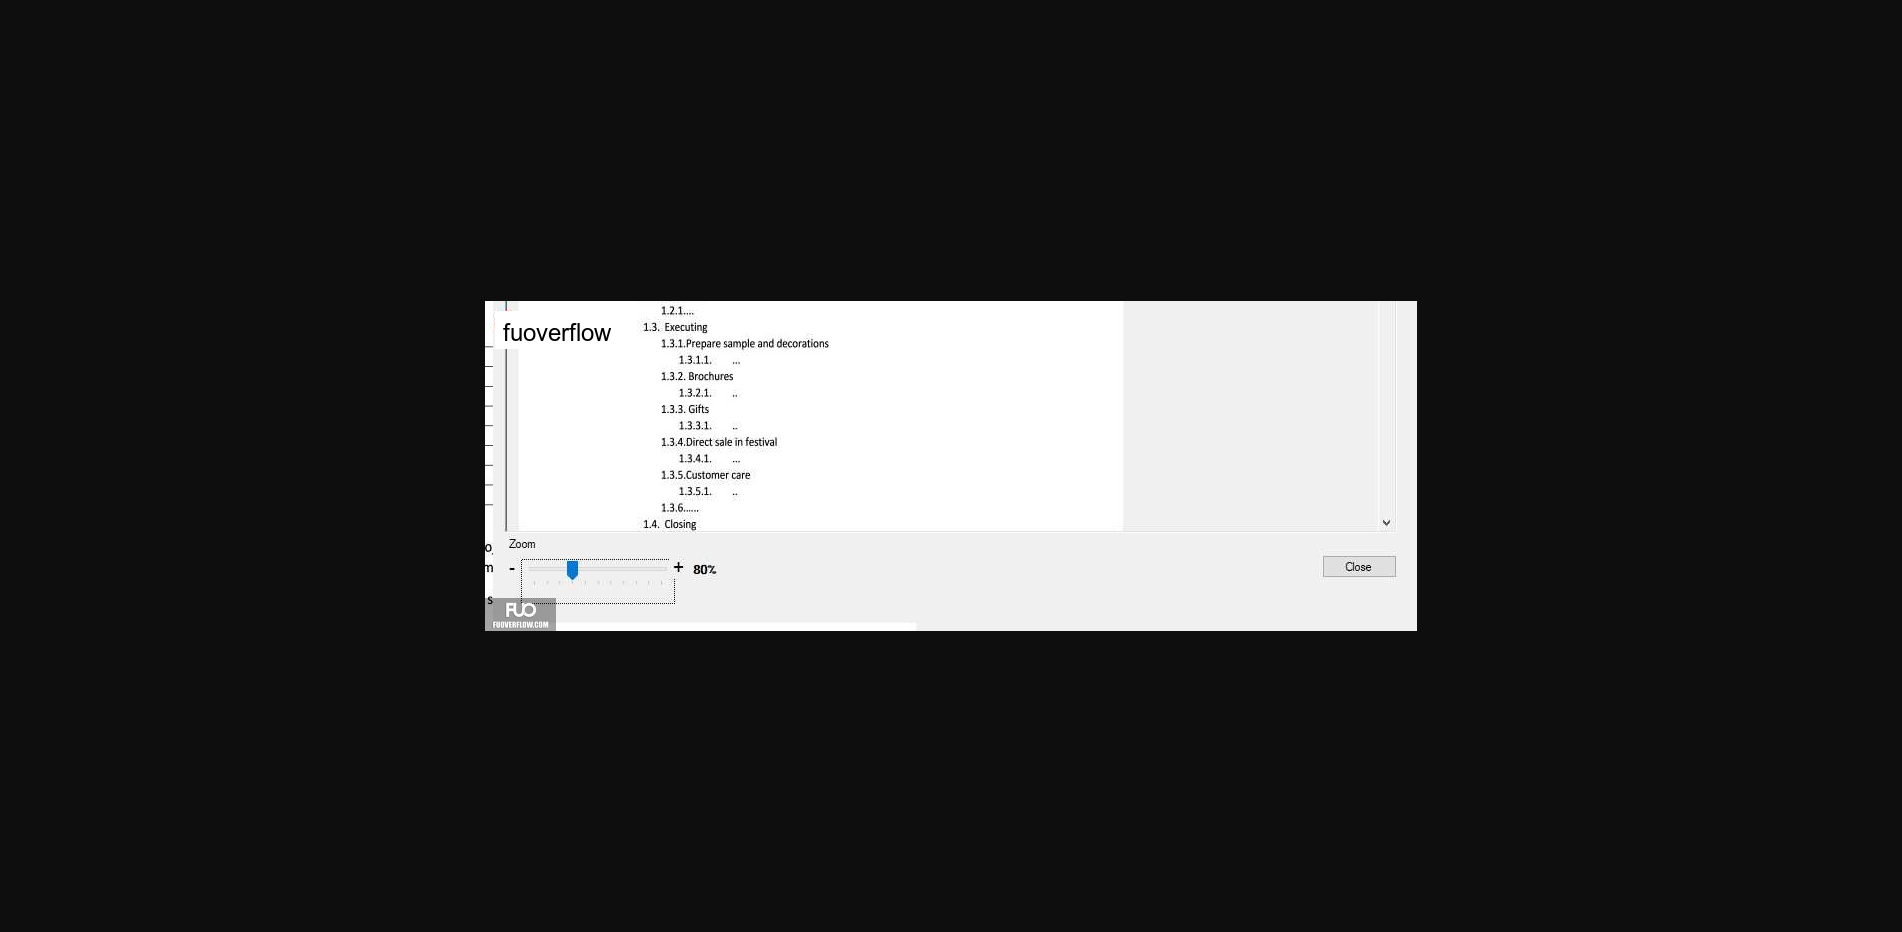 1.2.1....
fuoverflow
1.3. Executing
1.3.1.Prepare sample and decorations
1.3.1.1. ...
1.3.2. Brochures
1.3.2.1. ..
1.3.3. Gifts
1.3.3.1. ..
1.3.4.Direct sale in festival
1.3.4.1. ...
1.3.5.Customer care
1.3.5.1. ..
1.3.6......
1.4. Closing
Zoom
- + 80%
Close
FUO
FUOVERFLOW.COM